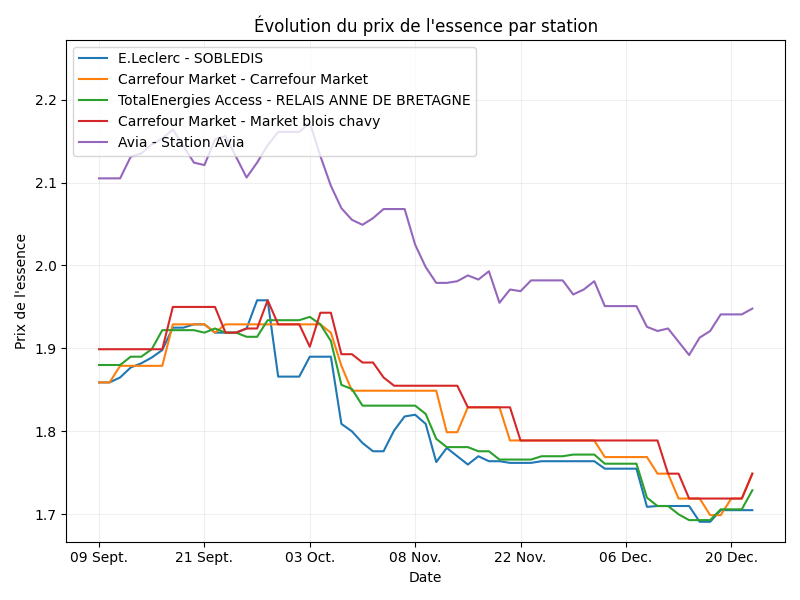 Évolution du prix de l'essence par station
E.Leclerc - SOBLEDIS
Carrefour Market - Carrefour Market
TotalEnergies Access - RELAIS ANNE DE BRETAGNE
Carrefour Market - Market blois chavy
Avia - Station Avia
Prix de l'essence
2.2
2.1
2.0
1.9
1.8
1.7
09 Sept.
21 Sept.
03 Oct.
08 Nov.
22 Nov.
06 Dec.
20 Dec.
Date